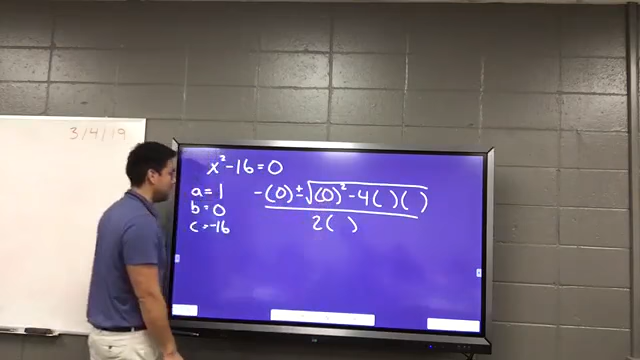 3/4/19
x²-16=0
a=1
b=0
c=-16
-(0)±√(0)²-4( )( )
2( )